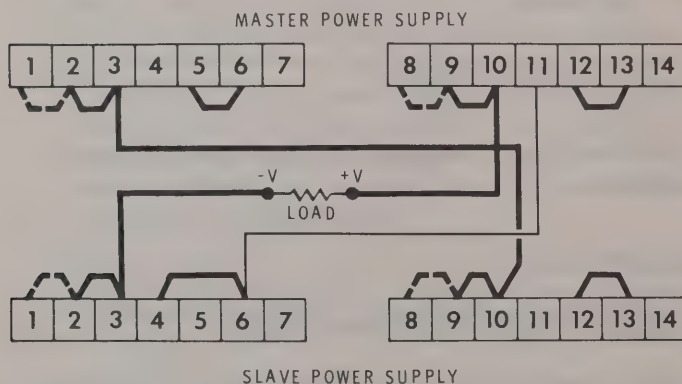 MASTER POWER SUPPLY
1 2 3 4 5 6 7 8 9 10 11 12 13 14
-V +V
LOAD
1 2 3 4 5 6 7 8 9 10 11 12 13 14
SLAVE POWER SUPPLY